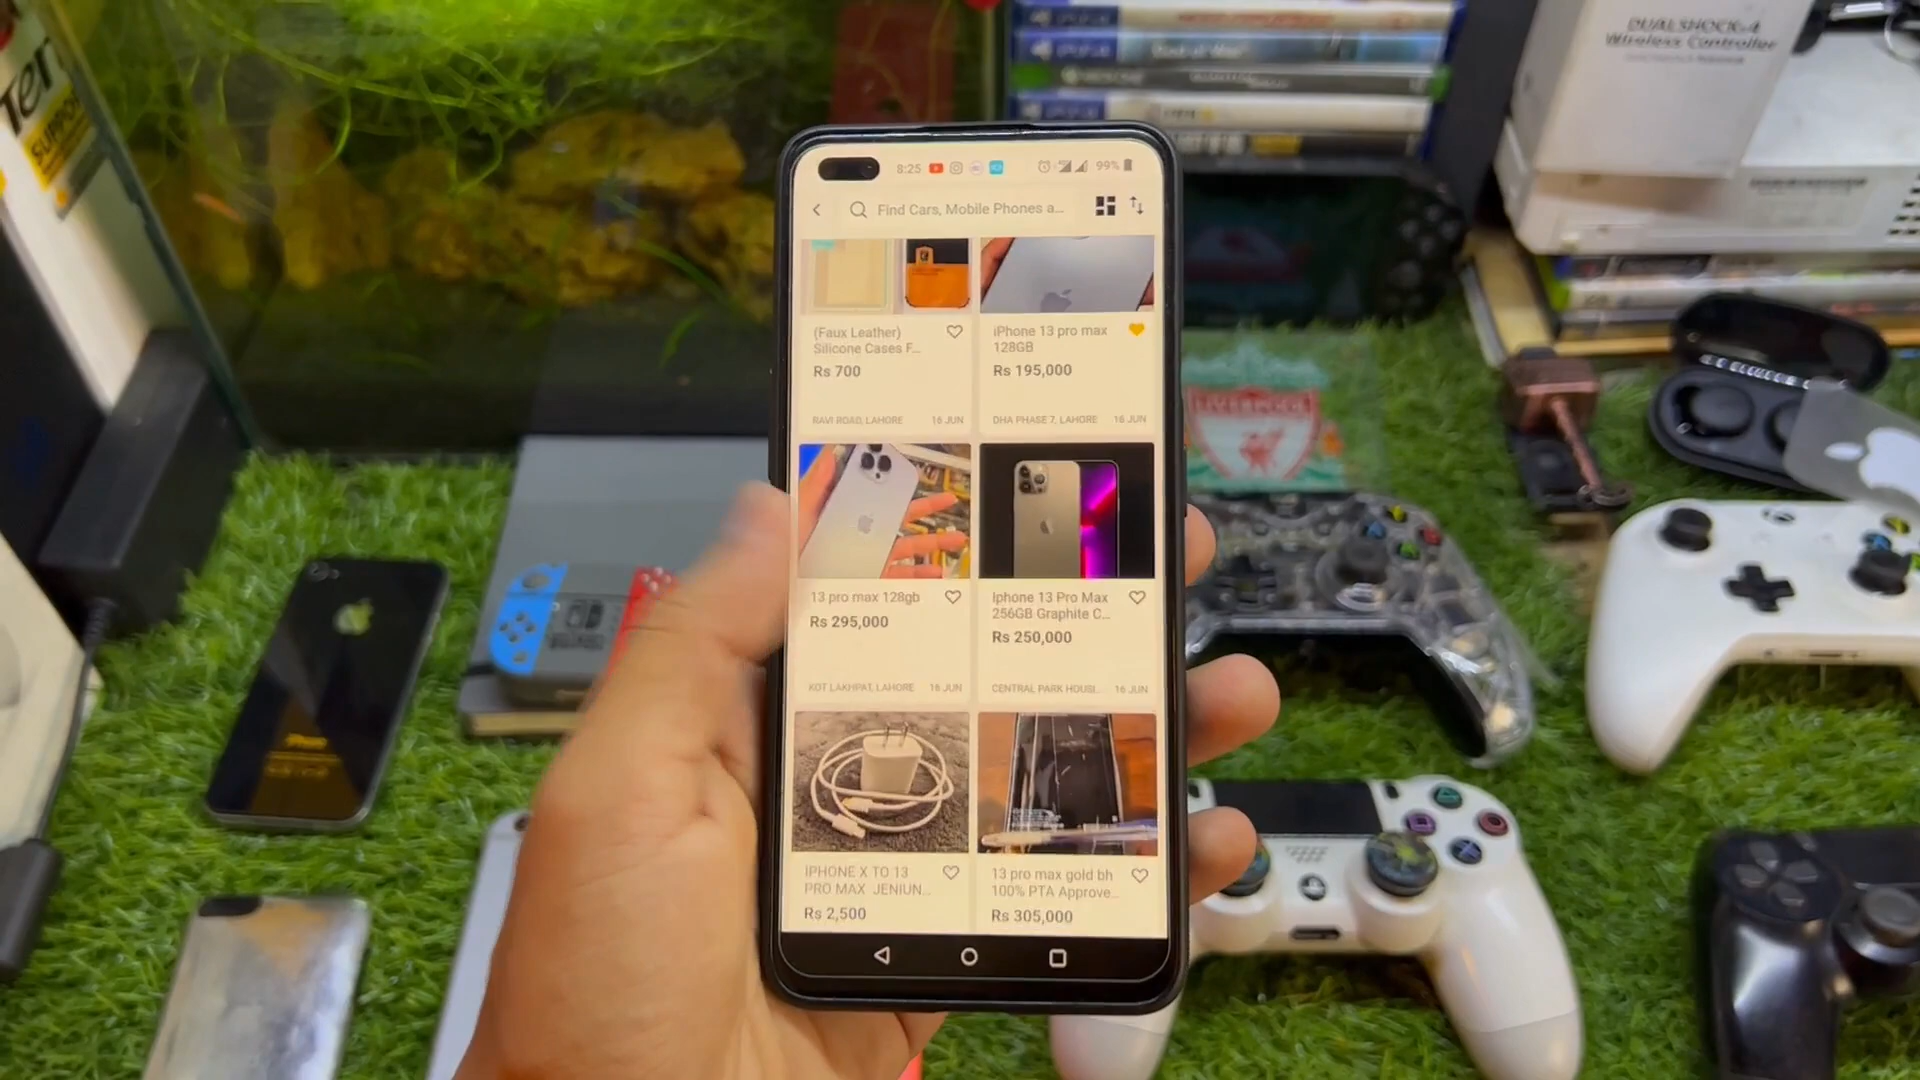 DUALSHOCK 4
Wireless Controller
SUPPORT
8:25
99%
Find Cars, Mobile Phones a...
(Faux Leather)
Silicone Cases F...
Rs 700
RAVI ROAD, LAHORE 16 JUN
iPhone 13 pro max
128GB
Rs 195,000
DHA PHASE 7, LAHORE 16 JUN
13 pro max 128gb
Rs 295,000
KOT LAKHPAT, LAHORE 16 JUN
Iphone 13 Pro Max
256GB Graphite C...
Rs 250,000
CENTRAL PARK HOUSI... 16 JUN
IPHONE X TO 13
PRO MAX JENIUN...
Rs 2,500
13 pro max gold bh
100% PTA Approve...
Rs 305,000
LIVERPOOL